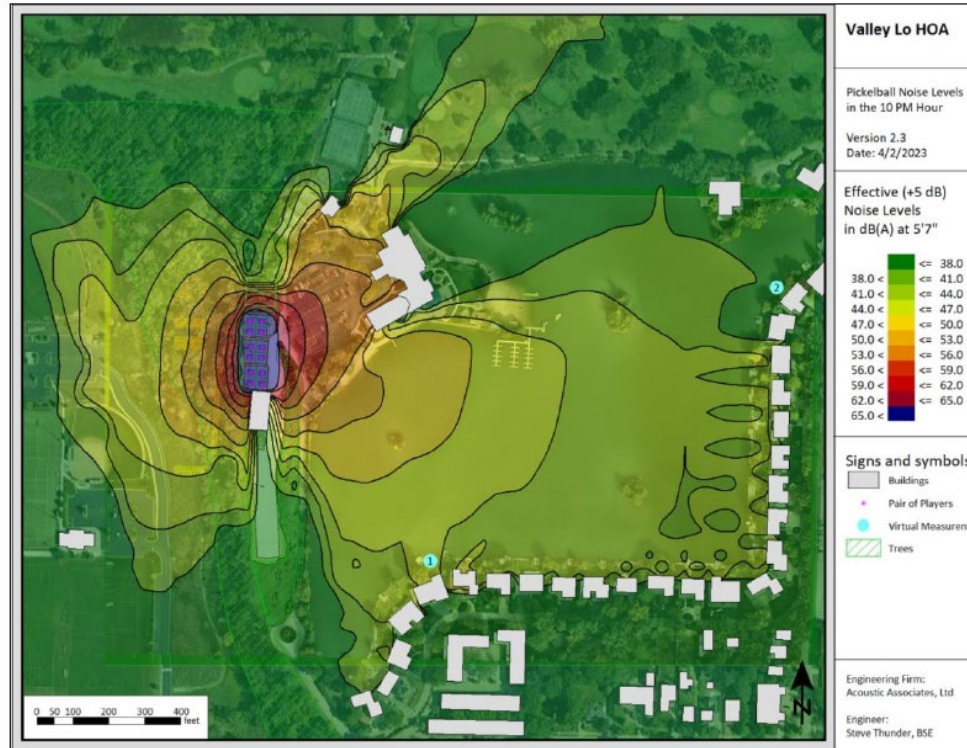 Valley Lo HOA
Pickelball Noise Levels
in the 10 PM Hour
Version 2.3
Date: 4/2/2023
Effective (+5 dB)
Noise Levels
in dB(A) at 5'7"
<= 38.0
38.0 < <= 41.0
41.0 < <= 44.0
44.0 < <= 47.0
47.0 < <= 50.0
50.0 < <= 53.0
53.0 < <= 56.0
56.0 < <= 59.0
59.0 < <= 62.0
62.0 < <= 65.0
65.0 <
Signs and symbols
Buildings
Pair of Players
Virtual Measurem
Trees
2
1
0 50 100 200 300 400
feet
N
Engineering Firm:
Acoustic Associates, Ltd
Engineer:
Steve Thunder, BSE